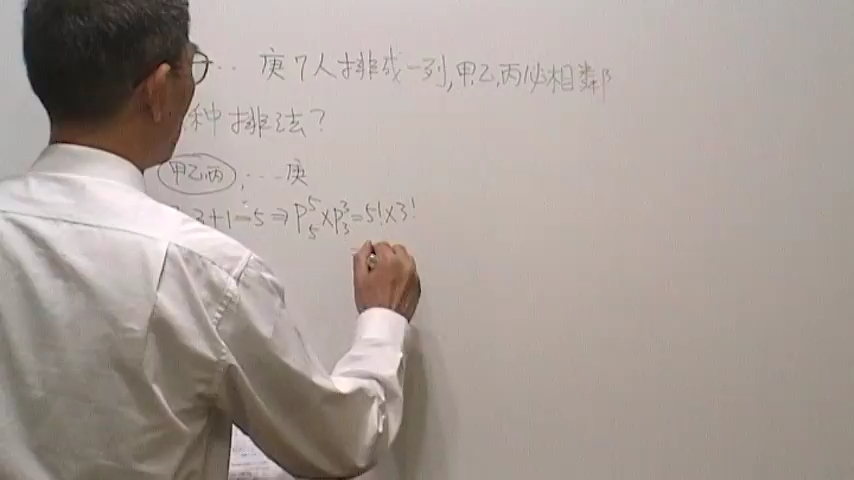 … 庚7人排成一列,甲.乙.丙必相鄰
種排法?
甲乙丙, … 庚
3+1=5⇒P⁵₅×P³₃=5!×3!